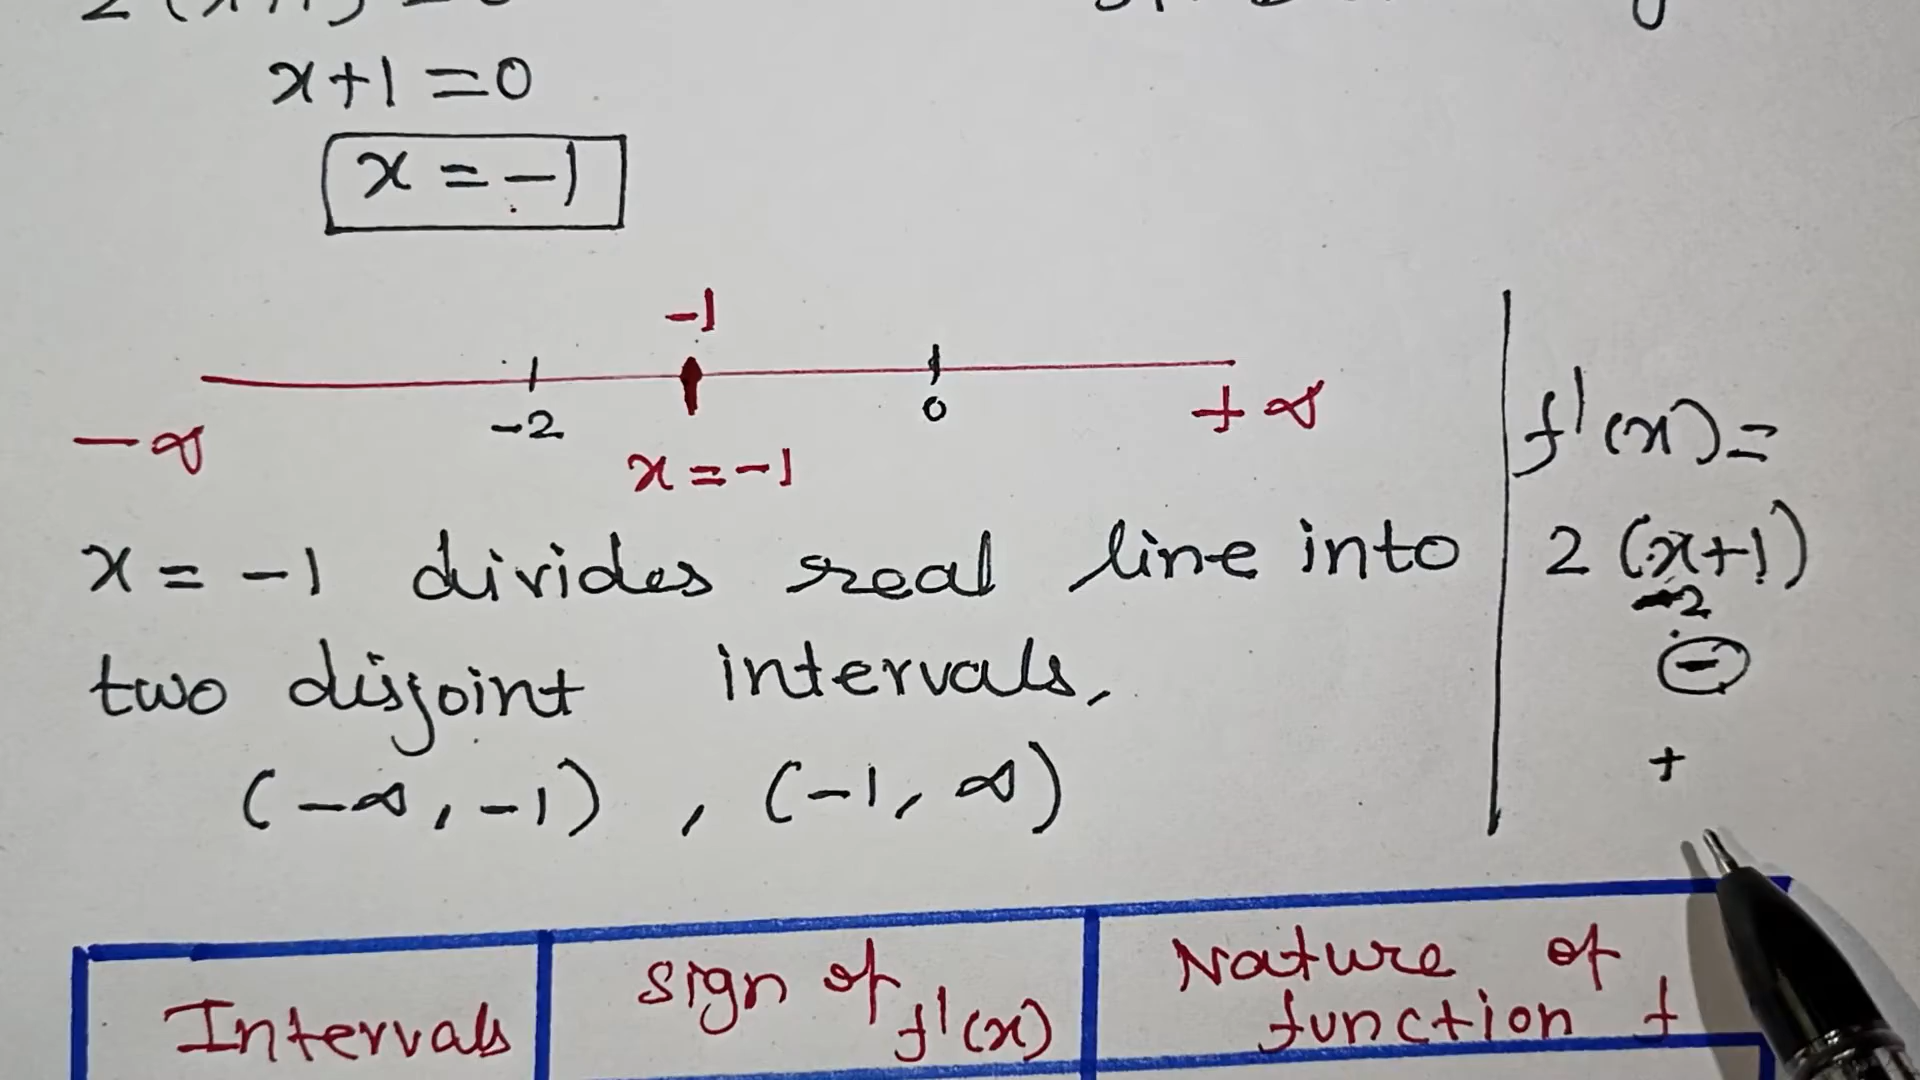 x+1=0
x=-1
-1
-2
0
-∞
+∞
x=-1
x=-1 divides real line into
two disjoint intervals,
(-∞,-1) , (-1, ∞)
f'(x)=
2(x+1)
-2
-
+
Intervals
sign of f'(x)
Nature of
function f